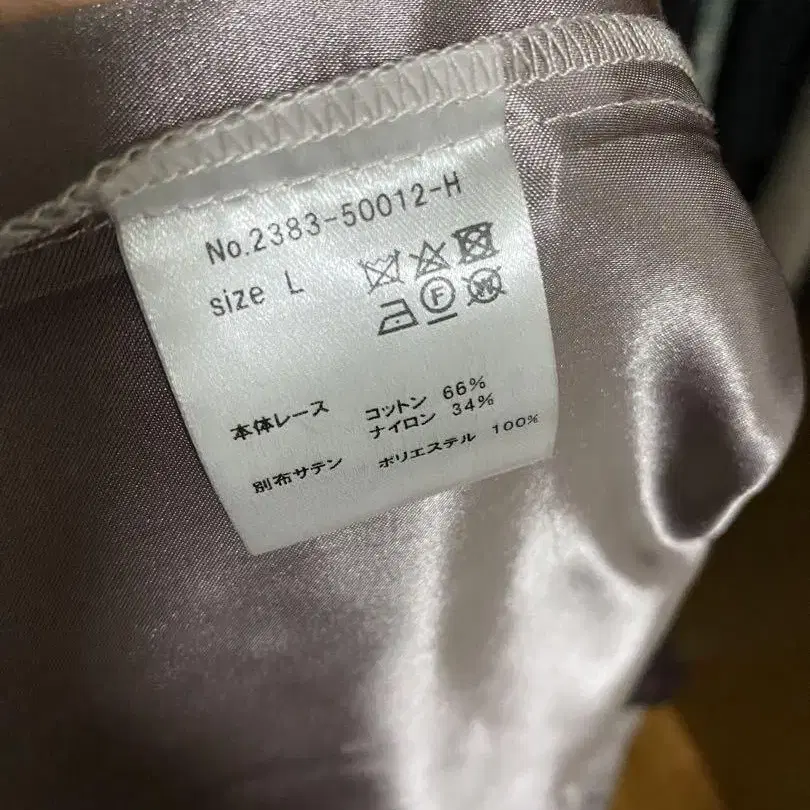 No.2383-50012-H
size L
本体レース コットン 66%
ナイロン 34%
別布サテン ポリエステル 100%